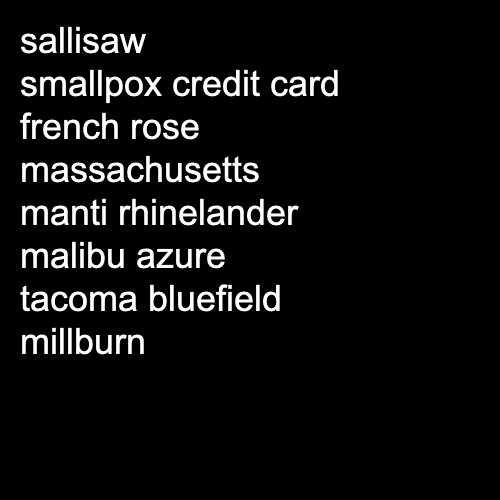 sallisaw
smallpox credit card
french rose
massachusetts
manti rhinelander
malibu azure
tacoma bluefield
millburn